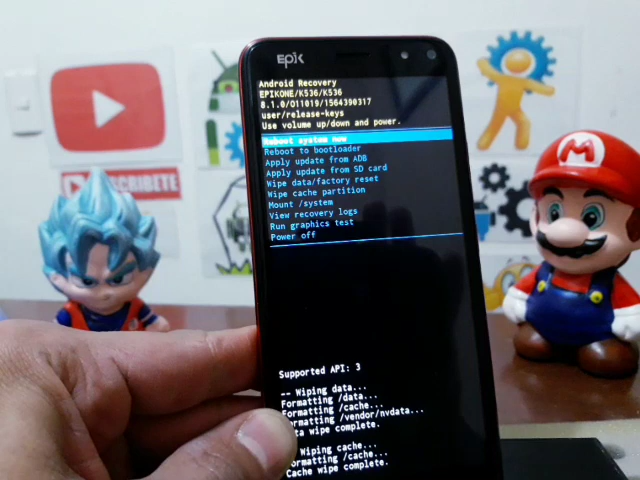 EPIK
Android Recovery
EPIKONE/K536/K536
8.1.0/O11019/1564390317
user/release-keys
Use volume up/down and power.
Reboot system now
Reboot to bootloader
Apply update from ADB
Apply update from SD card
Wipe data/factory reset
Wipe cache partition
Mount /system
View recovery logs
Run graphics test
Power off
Supported API: 3
-- Wiping data...
Formatting /data...
Formatting /cache...
Formatting /vendor/nvdata...
ta wipe complete.
Wiping cache...
ormatting /cache...
Cache wipe complete.
SCRIBETE
M